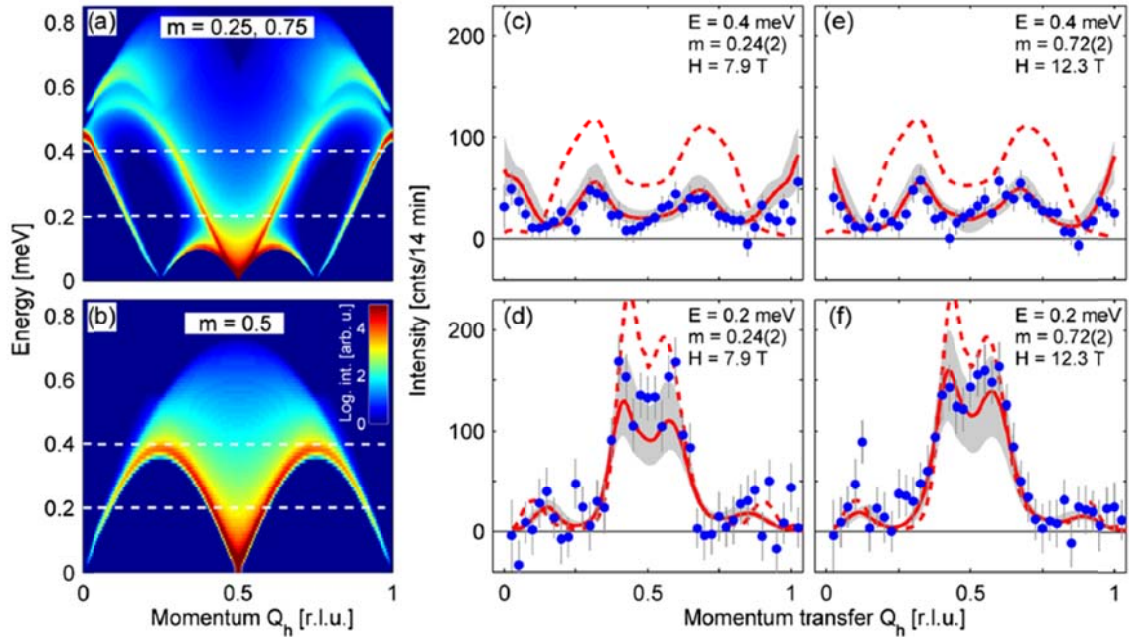 (a)
m = 0.25, 0.75
0.8
0.6
0.4
0.2
0
Energy [meV]
(b)
m = 0.5
0.8
0.6
0.4
0.2
0
Log. int. [arb. u.]
4
2
0
0
0.5
1
Momentum Q_h [r.l.u.]
Intensity [cnts/14 min]
(c)
E = 0.4 meV
m = 0.24(2)
H = 7.9 T
200
100
0
(e)
E = 0.4 meV
m = 0.72(2)
H = 12.3 T
(d)
E = 0.2 meV
m = 0.24(2)
H = 7.9 T
200
100
0
0
0.5
1
(f)
E = 0.2 meV
m = 0.72(2)
H = 12.3 T
0
0.5
1
Momentum transfer Q_h [r.l.u.]